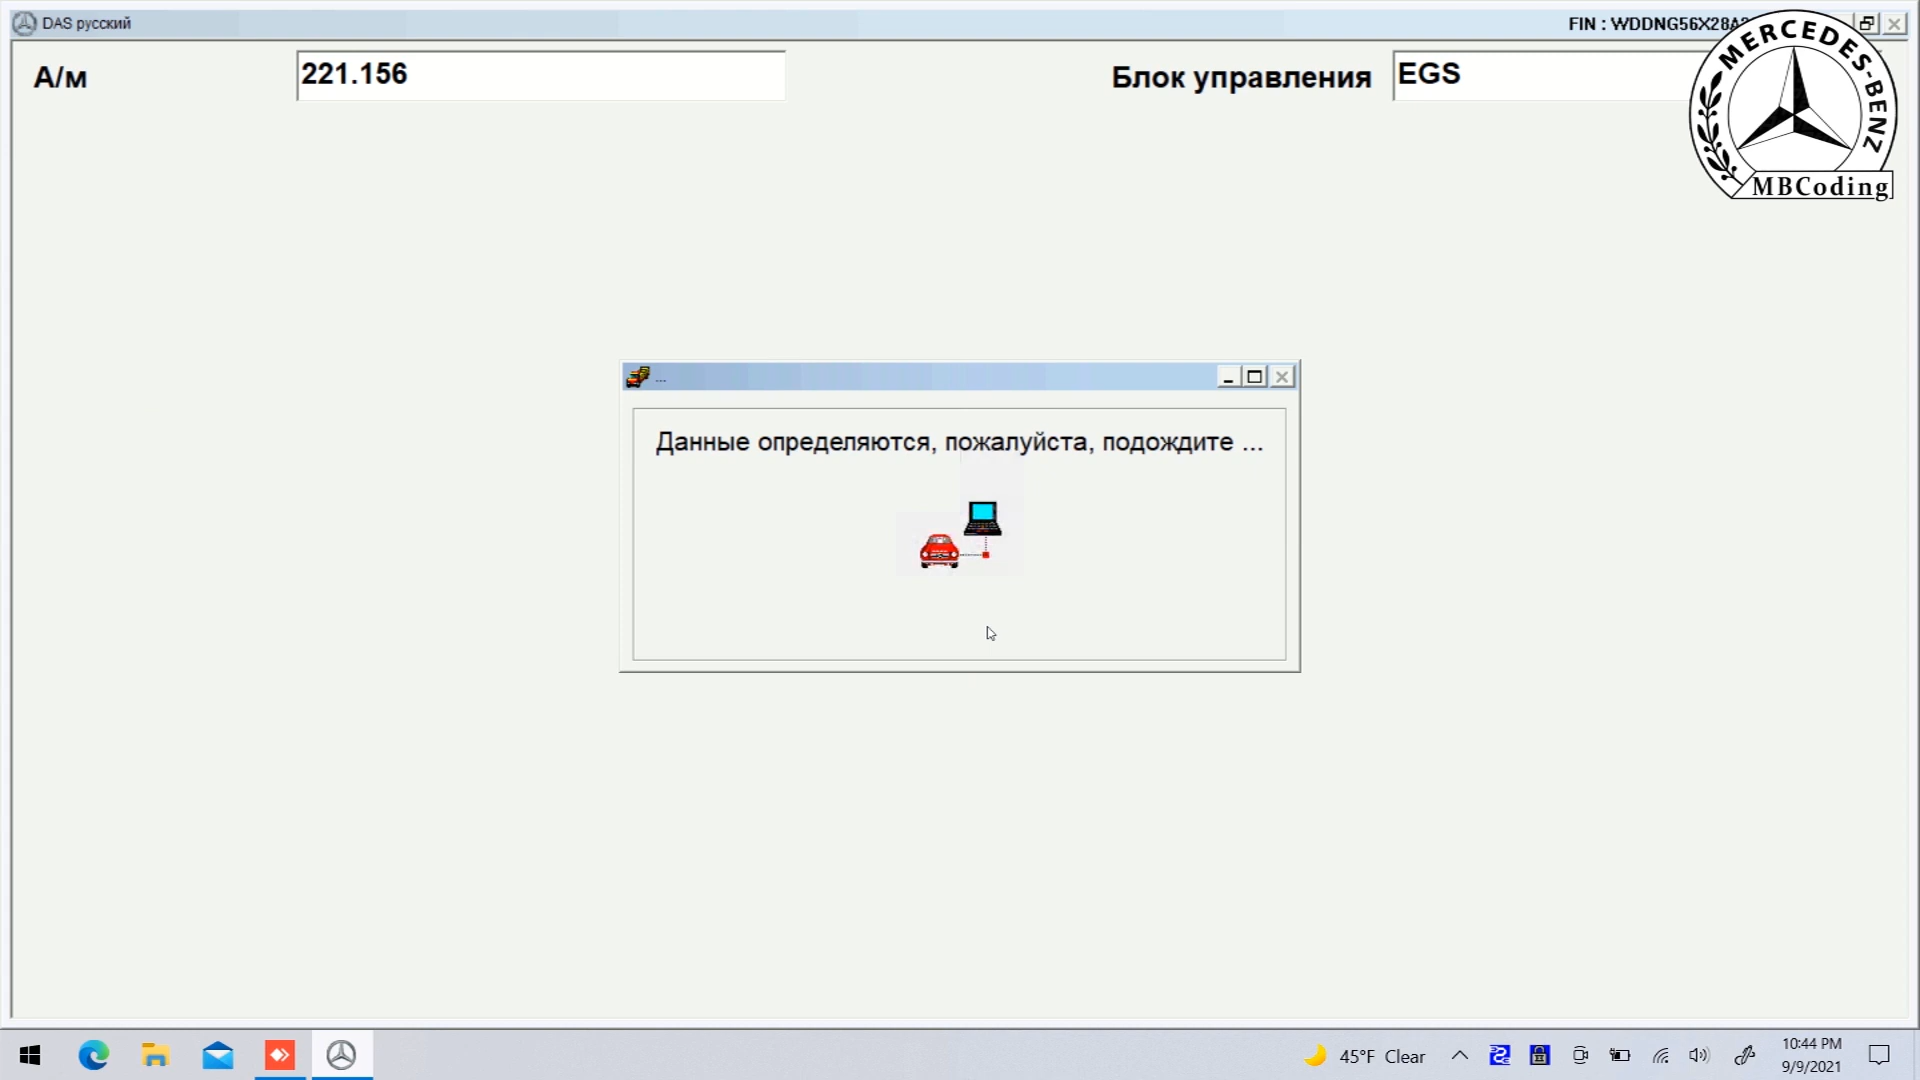 DAS русский
FIN : WDDNG56X28A
А/м
221.156
Блок управления
EGS
MERCEDES-BENZ
MBCoding
...
Данные определяются, пожалуйста, подождите ...
45°F Clear
10:44 PM
9/9/2021